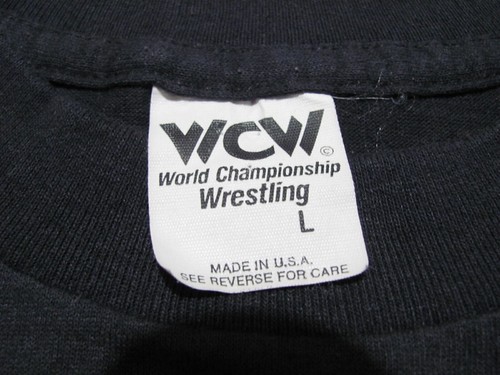 WCW ©
World Championship
Wrestling
L
MADE IN U.S.A.
SEE REVERSE FOR CARE